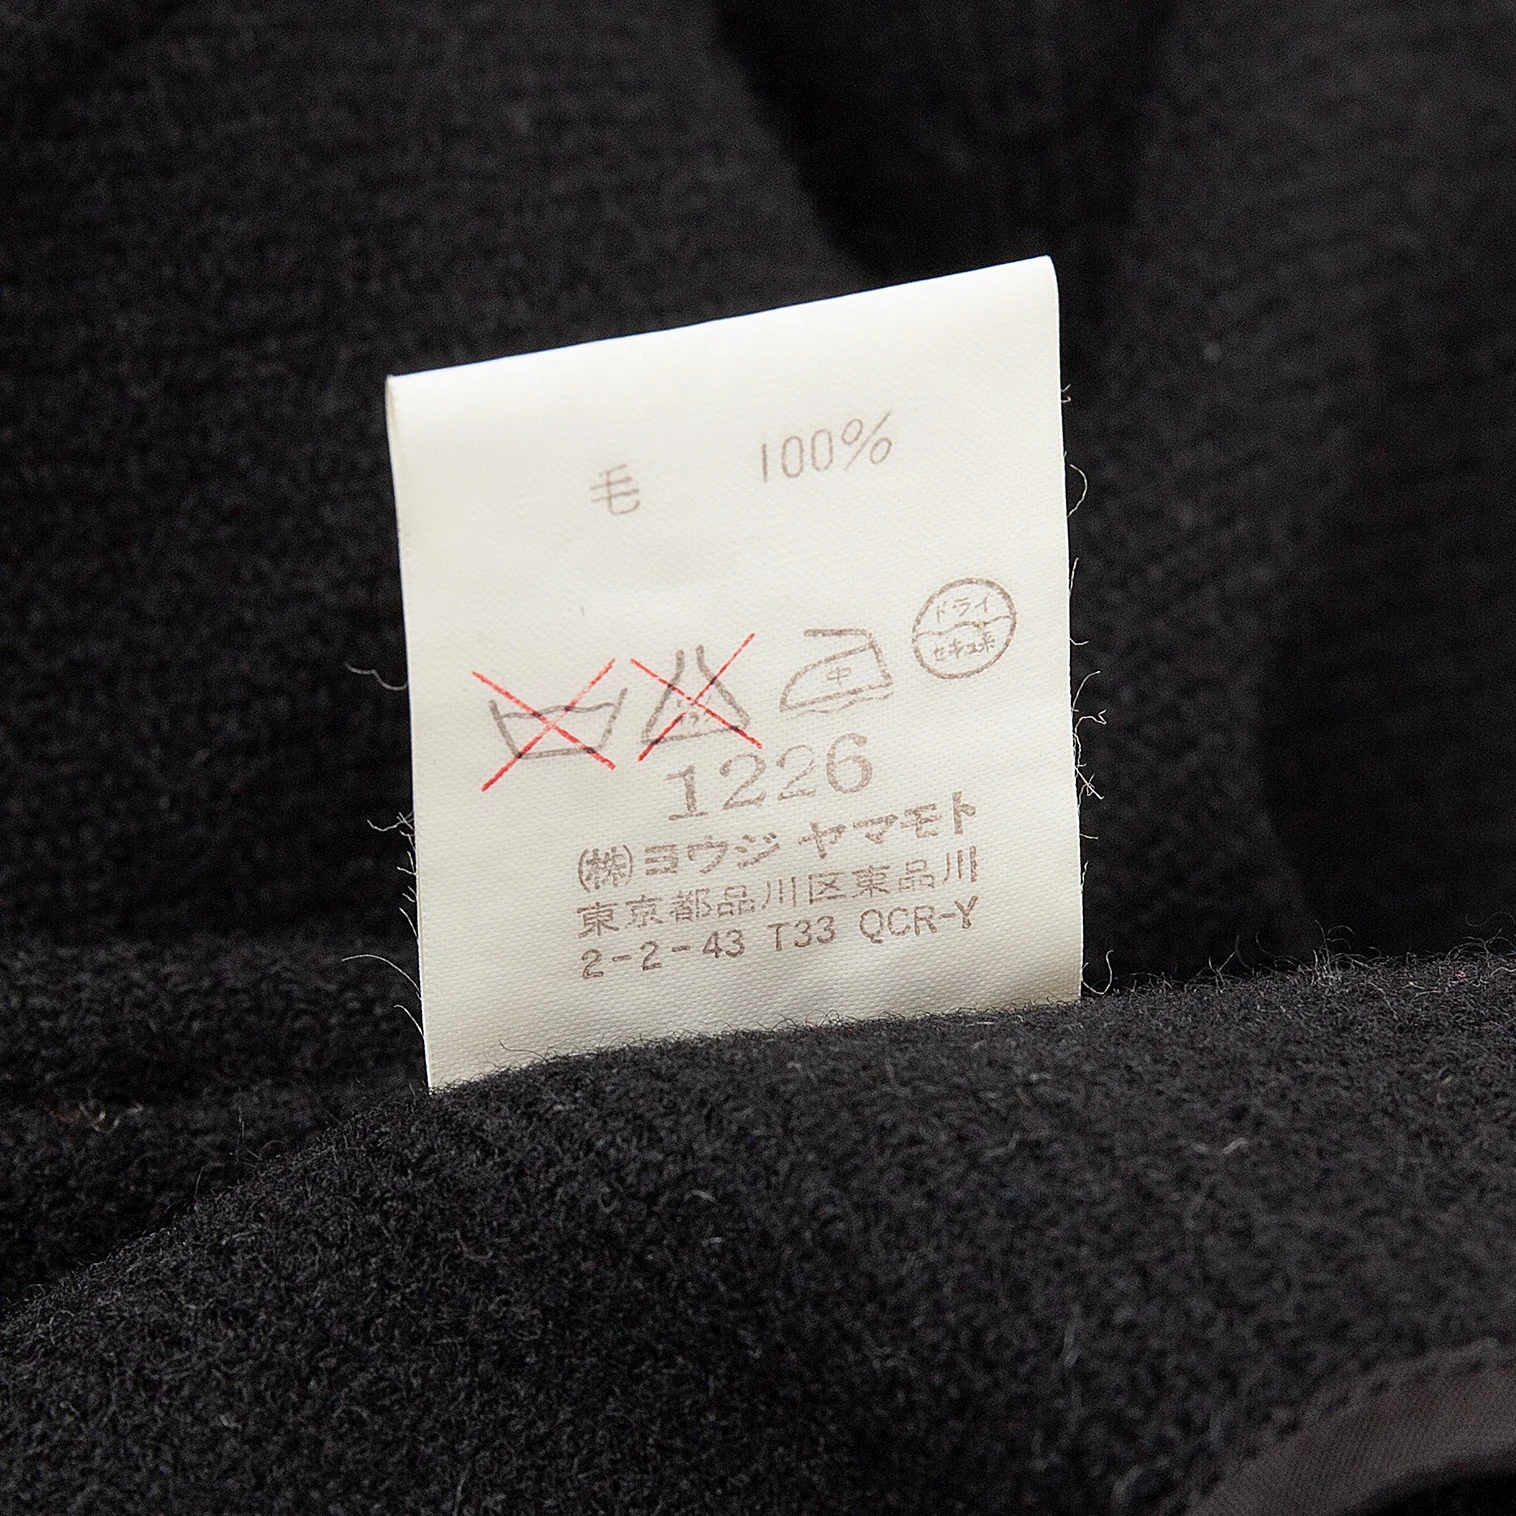 毛 100%
ドライ
セキユ系
中
1226
(株)ヨウジ ヤマモト
東京都品川区東品川
2-2-43 T33 QCR-Y